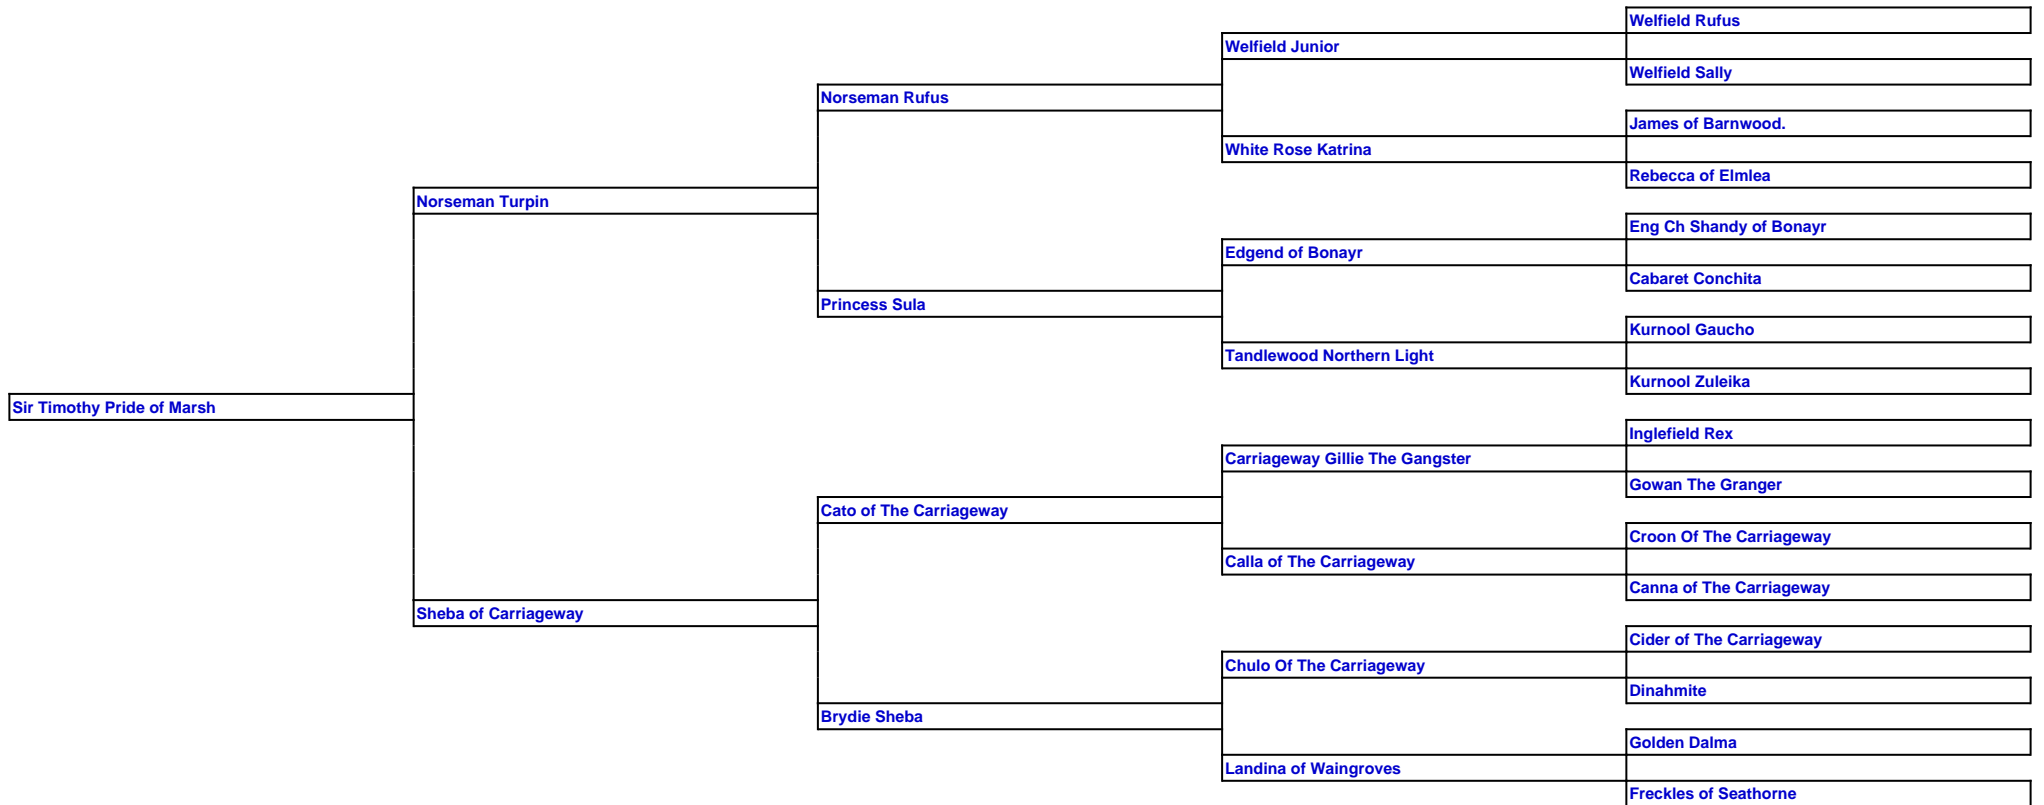 Welfield Rufus
Welfield Junior
Welfield Sally
Norseman Rufus
James of Barnwood.
White Rose Katrina
Rebecca of Elmlea
Norseman Turpin
Eng Ch Shandy of Bonayr
Edgend of Bonayr
Cabaret Conchita
Princess Sula
Kurnool Gaucho
Tandlewood Northern Light
Kurnool Zuleika
Sir Timothy Pride of Marsh
Inglefield Rex
Carriageway Gillie The Gangster
Gowan The Granger
Cato of The Carriageway
Croon Of The Carriageway
Calla of The Carriageway
Canna of The Carriageway
Sheba of Carriageway
Cider of The Carriageway
Chulo Of The Carriageway
Dinahmite
Brydie Sheba
Golden Dalma
Landina of Waingroves
Freckles of Seathorne